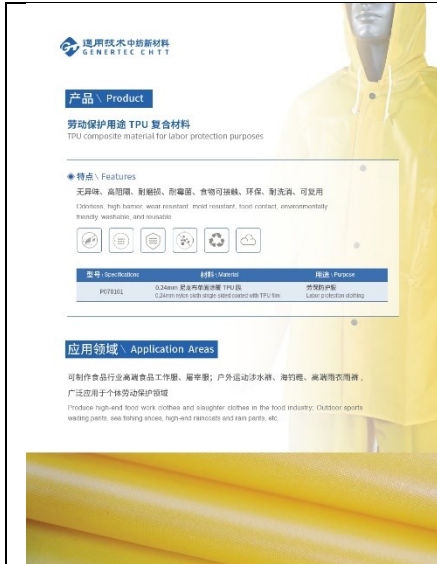 通用技术中纺新材料
GENERTEC CHTT
产品 \ Product
劳动保护用途 TPU 复合材料
TPU composite material for labor protection purposes
特点 \ Features
无异味、高阻隔、耐磨损、耐霉菌、食物可接触、环保、耐洗消、可复用
Odorless, high barrier, wear resistant, mold resistant, food contact, environmentally
friendly, washable, and reusable
型号 \ Specifications 材料 \ Material 用途 \ Purpose
P070101 0.24mm 尼龙布单面涂覆 TPU 膜 劳保防护服
0.24mm nylon cloth single-sided coated with TPU film Labor protection clothing
应用领域 \ Application Areas
可制作食品行业高端食品工作服、屠宰服；户外运动涉水裤、海钓鞋、高端雨衣雨裤，
广泛应用于个体劳动保护领域
Produce high-end food work clothes and slaughter clothes in the food industry; Outdoor sports
wading pants, sea fishing shoes, high-end raincoats and rain pants, etc.